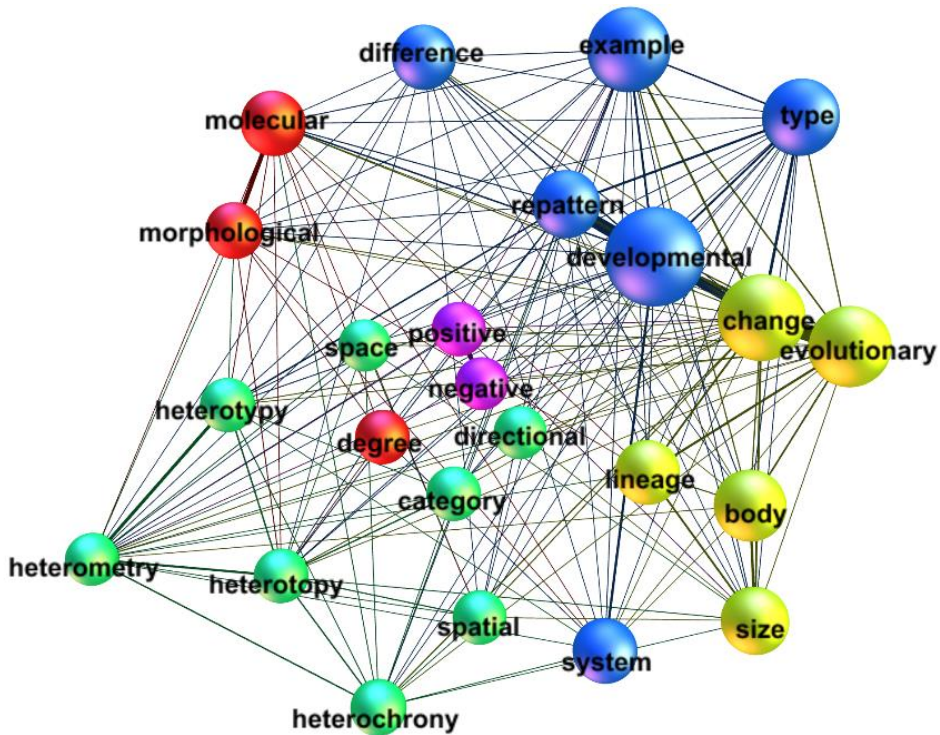 example
difference
type
molecular
repattern
morphological
developmental
change
positive
space
evolutionary
negative
heterotypy
directional
degree
lineage
category
body
heterometry
heterotopy
spatial
size
system
heterochrony